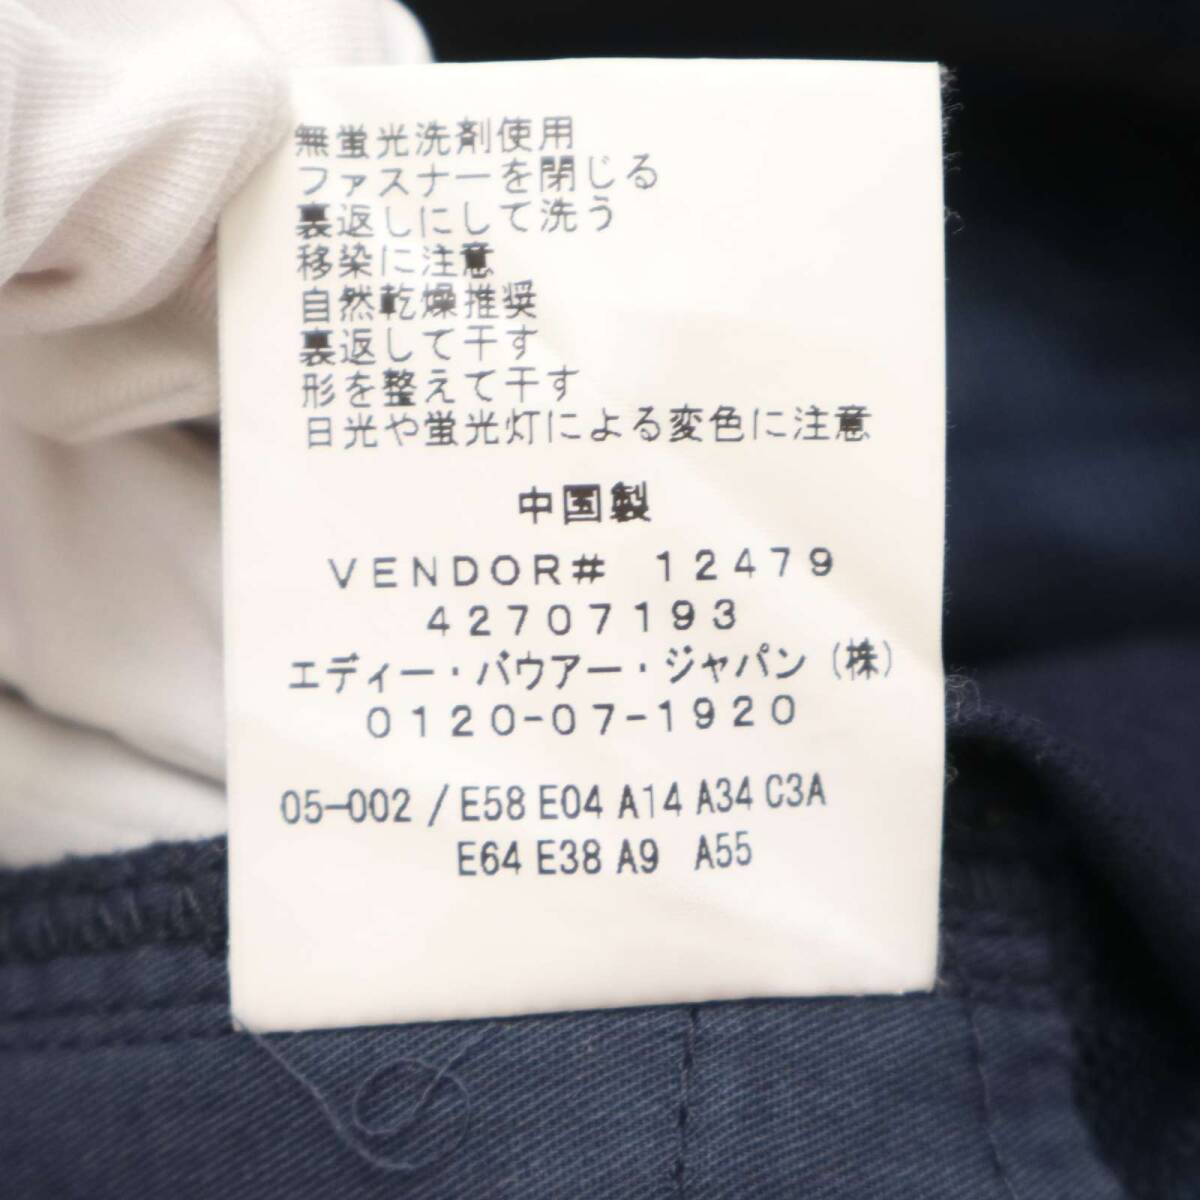 無蛍光洗剤使用
ファスナーを閉じる
裏返しにして洗う
移染に注意
自然乾燥推奨
裏返して干す
形を整えて干す
日光や蛍光灯による変色に注意
中国製
VENDOR# 12479
42707193
エディー・バウアー・ジャパン(株)
0120-07-1920
05-002 / E58 E04 A14 A34 C3A
E64 E38 A9 A55